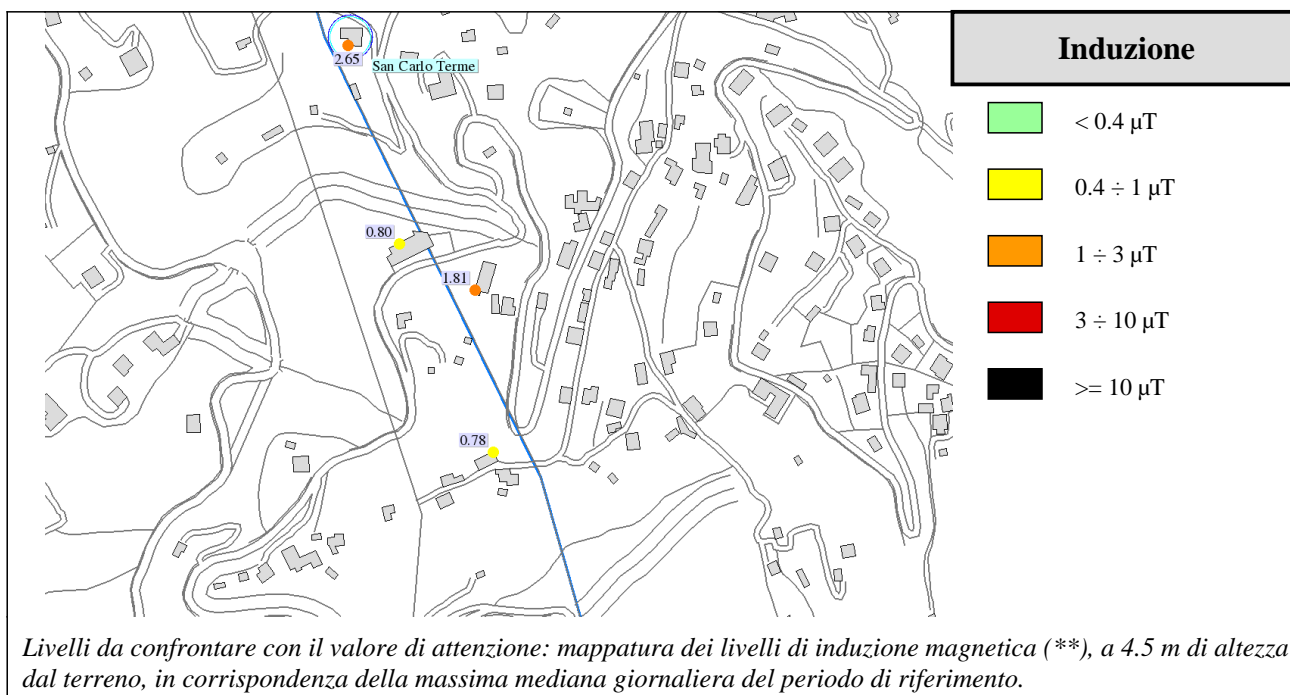 2.65
San Carlo Terme
0.80
1.81
0.78
Induzione
< 0.4 µT
0.4 ÷ 1 µT
1 ÷ 3 µT
3 ÷ 10 µT
>= 10 µT
Livelli da confrontare con il valore di attenzione: mappatura dei livelli di induzione magnetica (**), a 4.5 m di altezza
dal terreno, in corrispondenza della massima mediana giornaliera del periodo di riferimento.